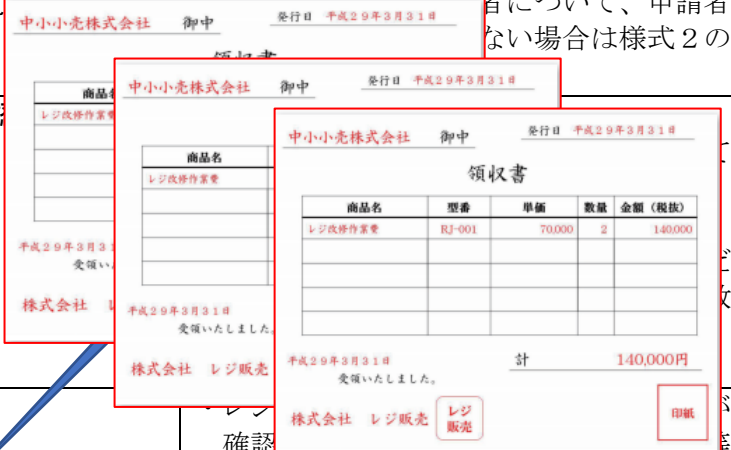 者について、申請者
ない場合は様式２の
中小小売株式会社 御中
発行日 平成２９年３月３１日
領収書
レジ改修作業費
平成２９年３月３１
受領い
株式会社
中小小売株式会社 御中
発行日 平成２９年３月３１日
商品名
レジ改修作業費
平成２９年３月３１日
受領いたしました。
株式会社 レジ販売
中小小売株式会社 御中
発行日 平成２９年３月３１日
領収書
商品名 型番 単価 数量 金額（税抜）
レジ改修作業費 RJ-001 70,000 2 140,000
計 140,000円
平成２９年３月３１日
受領いたしました。
株式会社 レジ販売
レジ
販売
印紙
確認